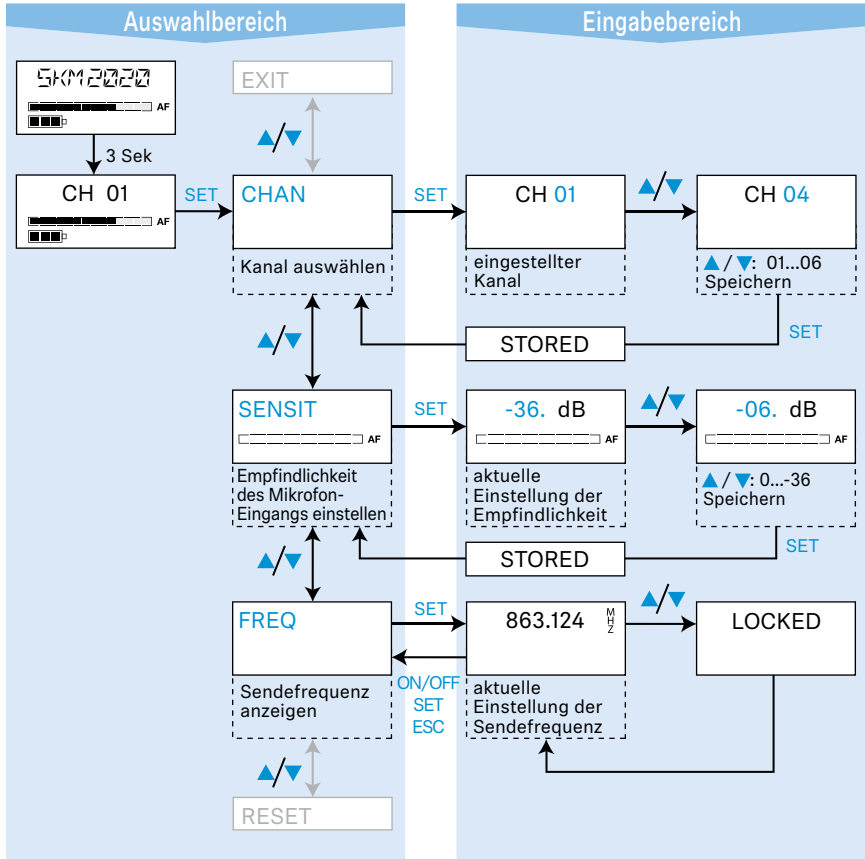 Auswahlbereich
Eingabebereich
SKM2020
AF
3 Sek
CH 01
AF
SET
EXIT
▲/▼
CHAN
Kanal auswählen
SET
CH 01
eingestellter
Kanal
▲/▼
CH 04
▲/▼: 01...06
Speichern
SET
STORED
▲/▼
SENSIT
AF
Empfindlichkeit
des Mikrofon-
Eingangs einstellen
SET
-36. dB
AF
aktuelle
Einstellung der
Empfindlichkeit
▲/▼
-06. dB
AF
▲/▼: 0...-36
Speichern
SET
STORED
▲/▼
FREQ
Sendefrequenz
anzeigen
SET
ON/OFF
SET
ESC
863.124 MHZ
aktuelle
Einstellung der
Sendefrequenz
▲/▼
LOCKED
▲/▼
RESET